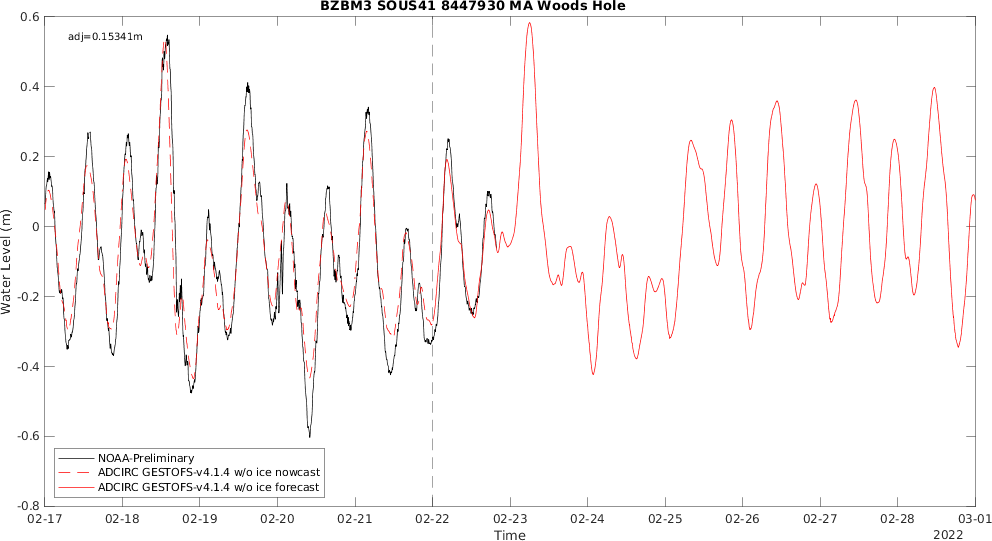 BZBM3 SOUS41 8447930 MA Woods Hole
adj=0.15341m
0.6
0.4
0.2
0
-0.2
-0.4
-0.6
-0.8
Water Level (m)
NOAA-Preliminary
ADCIRC GESTOFS-v4.1.4 w/o ice nowcast
ADCIRC GESTOFS-v4.1.4 w/o ice forecast
02-17 02-18 02-19 02-20 02-21 02-22 02-23 02-24 02-25 02-26 02-27 02-28 03-01
Time
2022